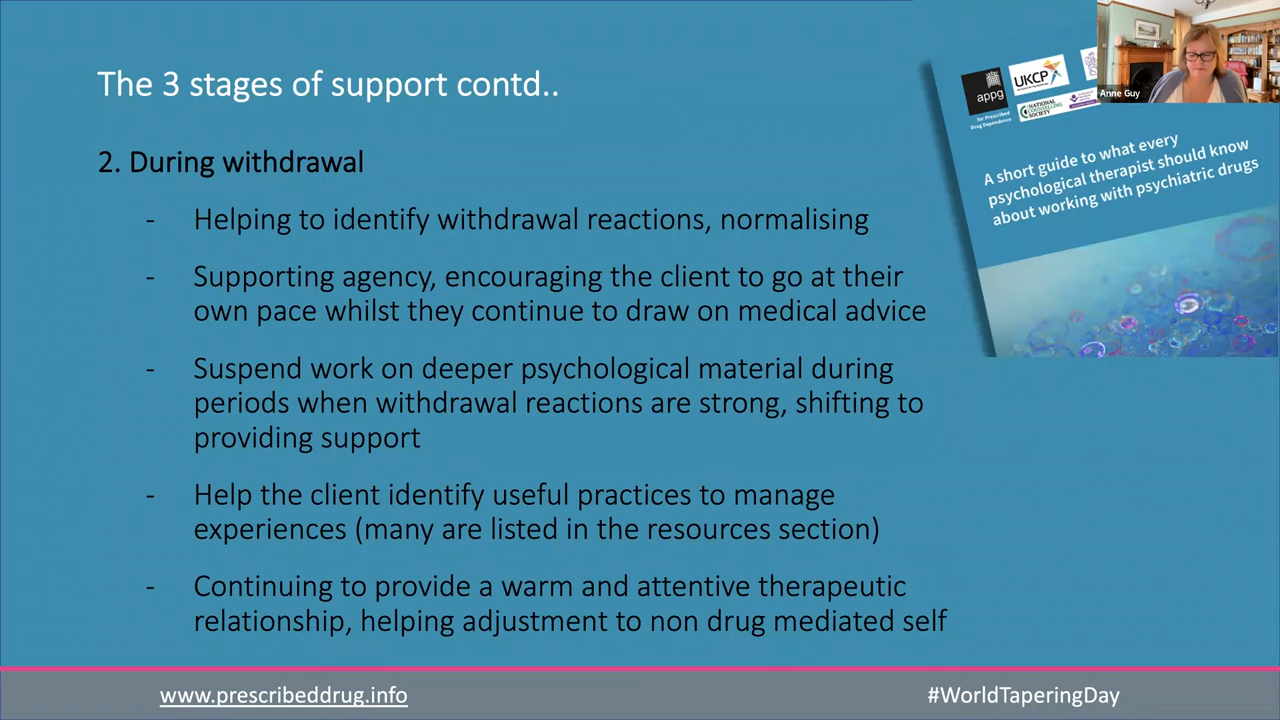 The 3 stages of support contd..
2. During withdrawal
- Helping to identify withdrawal reactions, normalising
- Supporting agency, encouraging the client to go at their
own pace whilst they continue to draw on medical advice
- Suspend work on deeper psychological material during
periods when withdrawal reactions are strong, shifting to
providing support
- Help the client identify useful practices to manage
experiences (many are listed in the resources section)
- Continuing to provide a warm and attentive therapeutic
relationship, helping adjustment to non drug mediated self
appg
for Prescribed
Drug Dependence
UKCP
NATIONAL
COUNSELLING
SOCIETY
Anne Guy
A short guide to what every
psychological therapist should know
about working with psychiatric drugs
www.prescribeddrug.info
#WorldTaperingDay